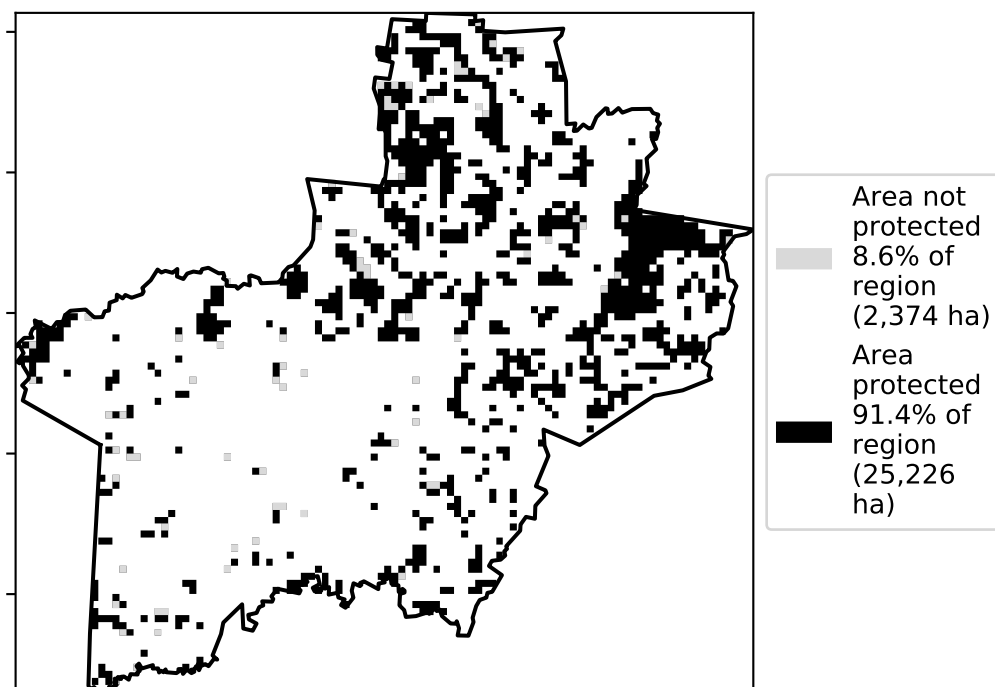 Area not
protected
8.6% of
region
(2,374 ha)
Area
protected
91.4% of
region
(25,226
ha)